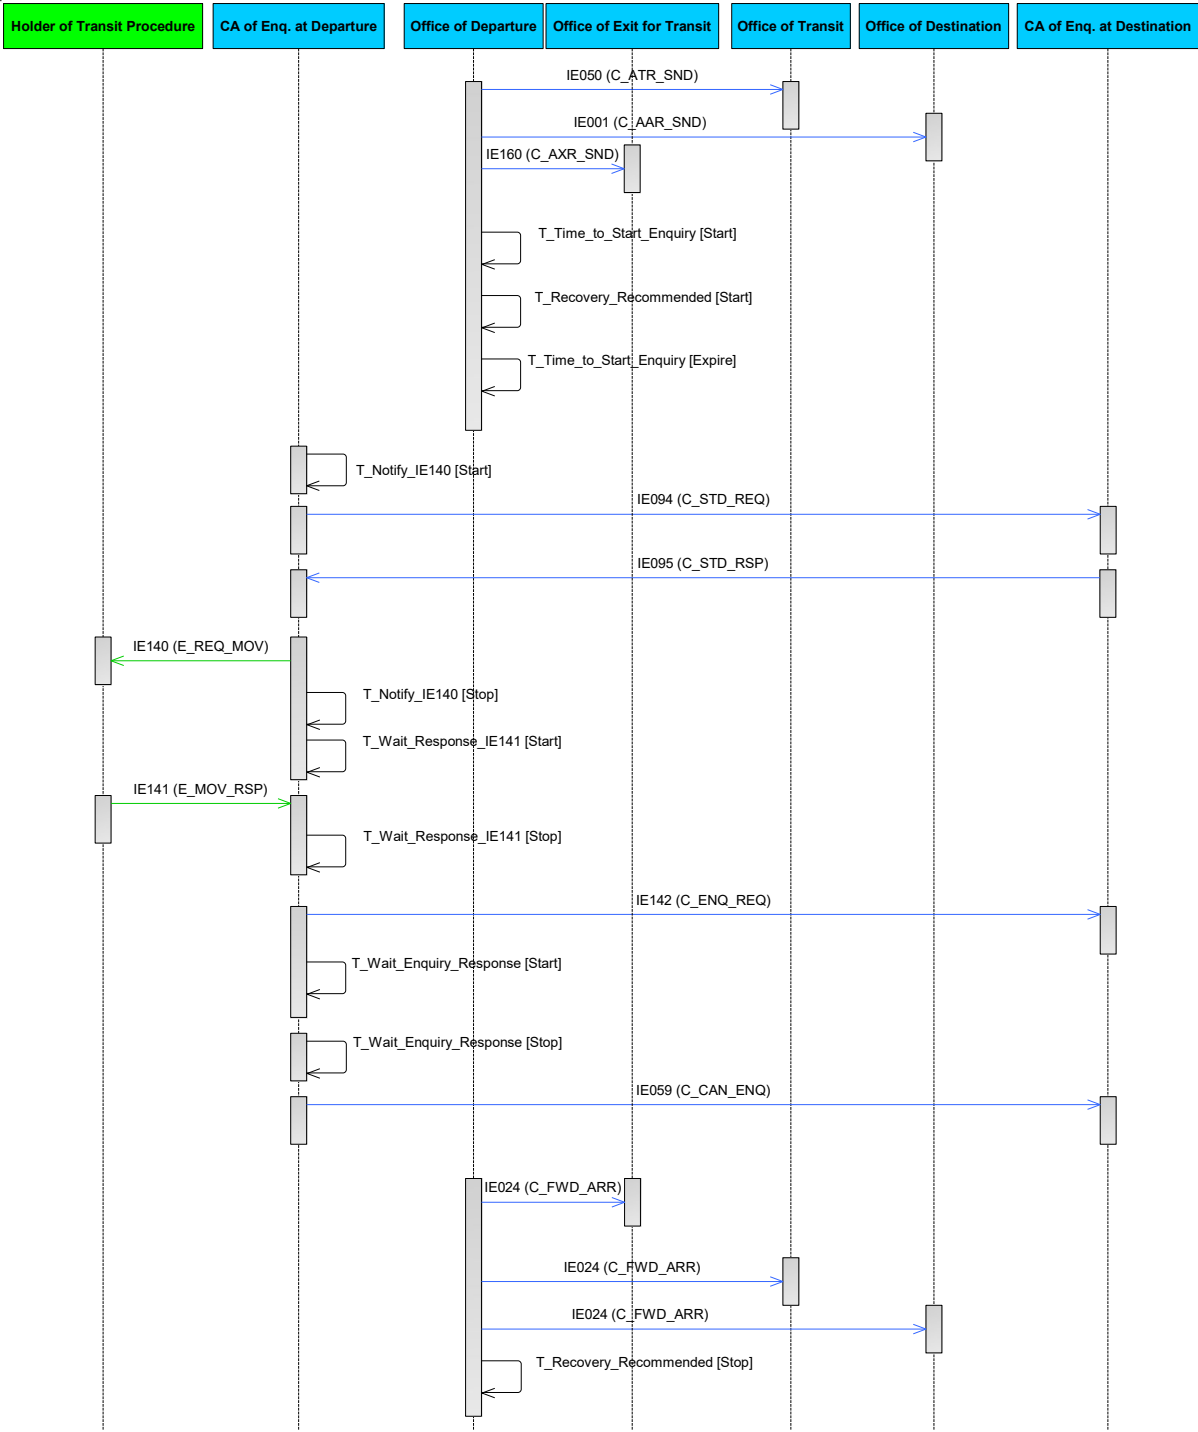 Holder of Transit Procedure
CA of Enq. at Departure
Office of Departure
Office of Exit for Transit
Office of Transit
Office of Destination
CA of Enq. at Destination
IE050 (C_ATR_SND)
IE001 (C_AAR_SND)
IE160 (C_AXR_SND)
T_Time_to_Start_Enquiry [Start]
T_Recovery_Recommended [Start]
T_Time_to_Start_Enquiry [Expire]
T_Notify_IE140 [Start]
IE094 (C_STD_REQ)
IE095 (C_STD_RSP)
IE140 (E_REQ_MOV)
T_Notify_IE140 [Stop]
T_Wait_Response_IE141 [Start]
IE141 (E_MOV_RSP)
T_Wait_Response_IE141 [Stop]
IE142 (C_ENQ_REQ)
T_Wait_Enquiry_Response [Start]
T_Wait_Enquiry_Response [Stop]
IE059 (C_CAN_ENQ)
IE024 (C_FWD_ARR)
IE024 (C_FWD_ARR)
IE024 (C_FWD_ARR)
T_Recovery_Recommended [Stop]